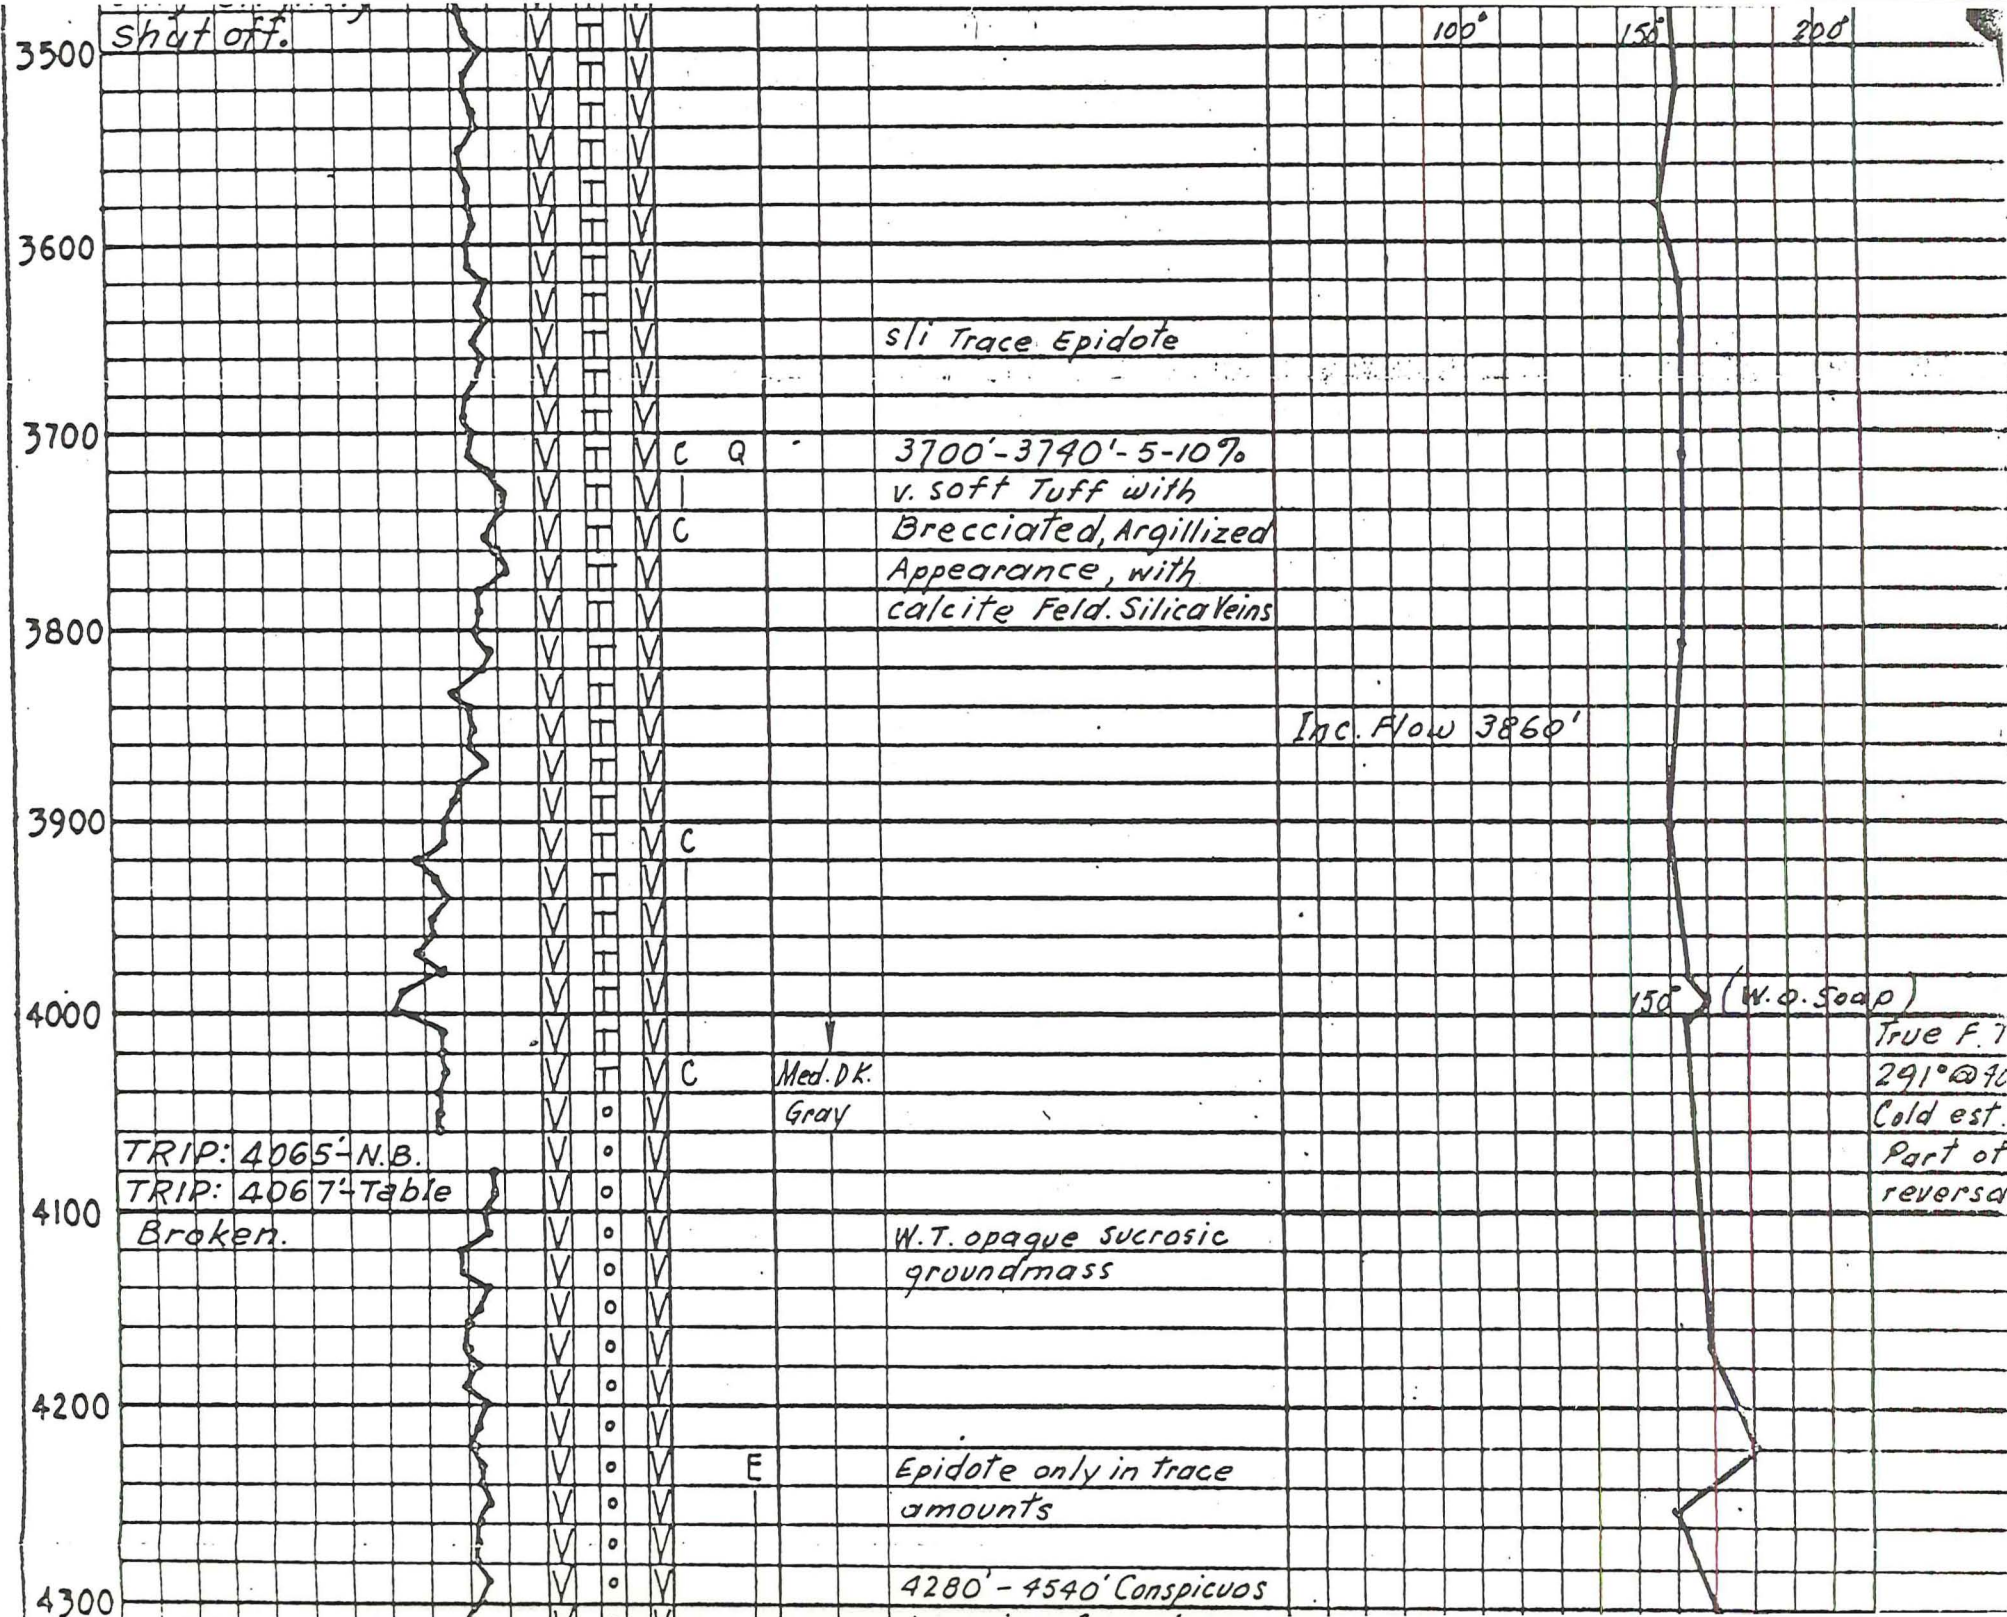 shut off.
100° 150° 200°
3500
3600
sli Trace Epidote
3700
C Q 3700'-3740'-5-10%
v. soft Tuff with
C Brecciated, Argillized
Appearance, with
calcite Feld. Silica Veins
3800
Inc. Flow 3860'
3900
C
150° (W.O. Soap)
4000
True F.T
C Med. DK. 291°@40
Gray Cold est.
TRIP: 4065'-N.B. Part of
TRIP: 4067'-Table reversa
4100
Broken. W.T. opaque sucrosic
groundmass
4200
E Epidote only in trace
amounts
4280'-4540' Conspicuos
4300